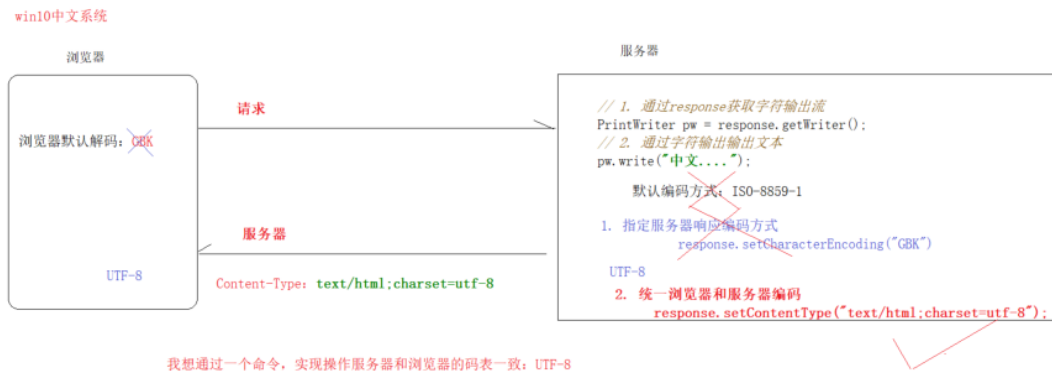 win10中文系统
浏览器
服务器
浏览器默认解码：GBK
请求
// 1. 通过response获取字符输出流
PrintWriter pw = response.getWriter();
// 2. 通过字符输出输出文本
pw.write("中文....");
默认编码方式：ISO-8859-1
1. 指定服务器响应编码方式
response.setCharacterEncoding("GBK")
服务器
UTF-8
Content-Type：text/html;charset=utf-8
UTF-8
2. 统一浏览器和服务器编码
response.setContentType("text/html;charset=utf-8");
我想通过一个命令，实现操作服务器和浏览器的码表一致：UTF-8